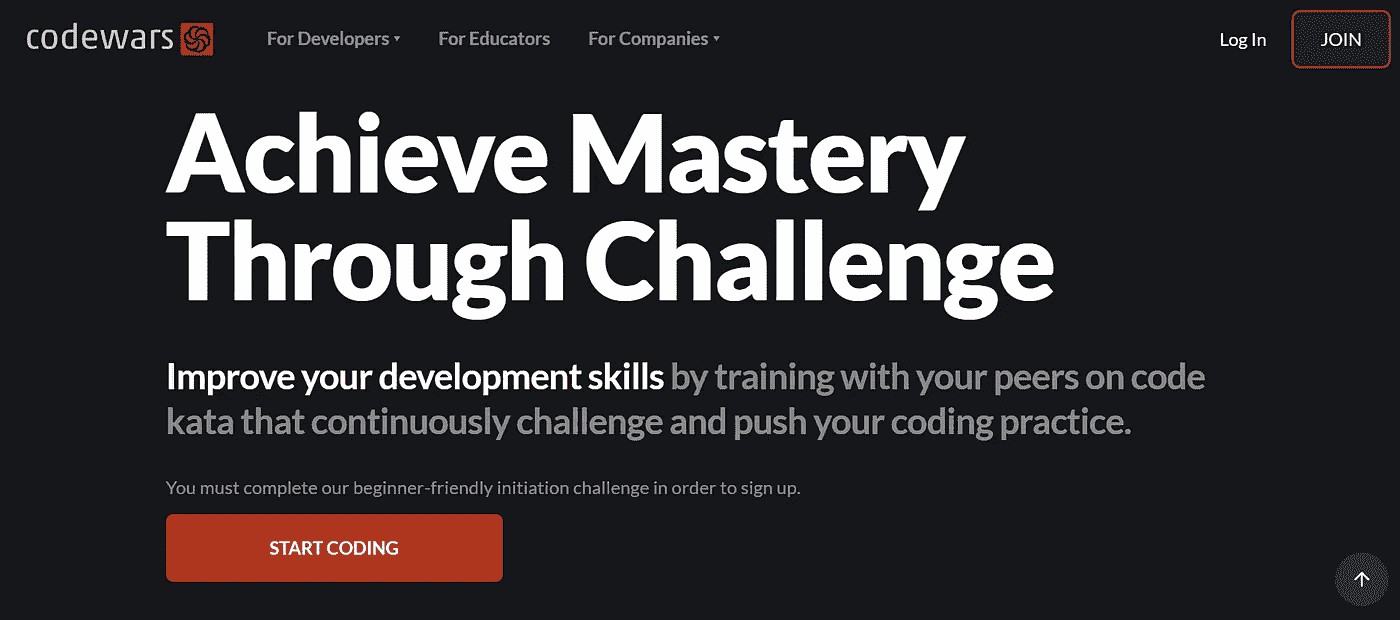 codewars For Developers For Educators For Companies Log In JOIN
Achieve Mastery
Through Challenge
Improve your development skills by training with your peers on code
kata that continuously challenge and push your coding practice.
You must complete our beginner-friendly initiation challenge in order to sign up.
START CODING